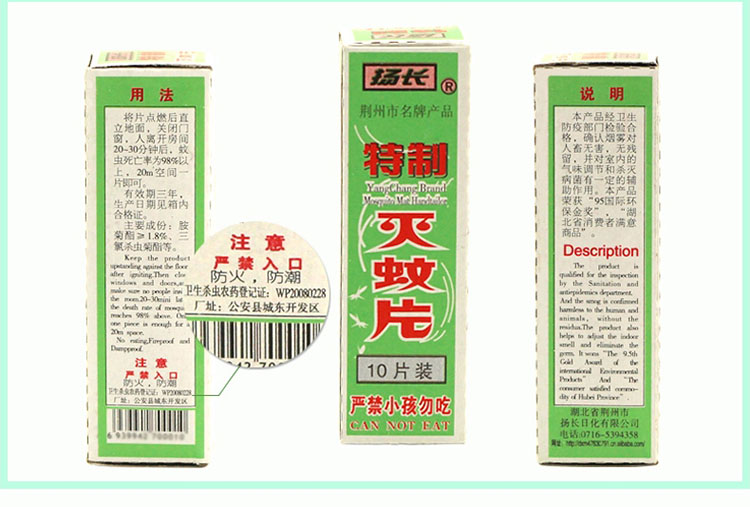 用法
将片点燃后直
立地面，关闭门
窗，人离开房间
20-30分钟后，蚊
虫死亡率为98%以
上，20m空间一
片即可。
有效期三年，
生产日期见箱内
合格证。
主要成份：胺
菊酯≥1.8%、三
氯杀虫菊酯等。
Keep the product
upstanding against the floor
after igniting.Then close
windows and doors,and
make sure no people ins
the room.20-30mini lat
the death rate of mosqu
reaches 98% above. On
one piece is enough for a
20m space.
No eating,Fireproof and
Dampproof.
注意
严禁入口
防火，防潮
卫生杀虫农药登记证：WP20080228
厂址：公安县城东开发区
6 939942 700010
注意
严禁入口
防火，防潮
卫生杀虫农药登记证：WP20080228
厂址：公安县城东开发区
扬长®
荆州市名牌产品
特制
YangChang Brand
灭蚊片
10片装
严禁小孩勿吃
CAN NOT EAT
说明
本产品经卫生
防疫部门检验合
格，确认烟雾对
人畜无害，无残
留，并对室内的
气味调节和杀灭
病菌有一定的辅
助作用。本产品
荣获“95国际环
保金奖”，“湖
北省消费者满意
商品”。
Description
The product is
qualified for the inspection
by the Sanitation and
antiepidemics department.
And the smog is confirmed
harmless to the human and
animals, without the
residus.The product also
helps to adjust the indoor
smell and eliminate the
germ. It wons "The 9.5th
Gold Award of the
international Environmental
Products" And "The
consumer satisfied commo-
dity of Hubei Province".
湖北省荆州市
扬长日化有限公司
电话:0716-5394358